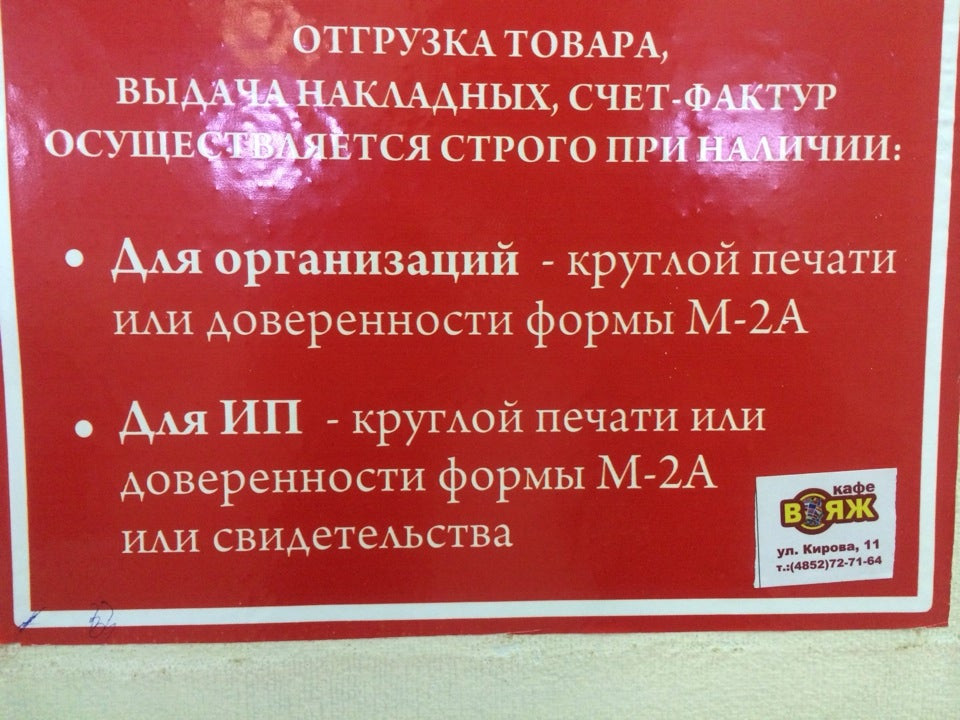 ОТГРУЗКА ТОВАРА,
ВЫДАЧА НАКЛАДНЫХ, СЧЕТ-ФАКТУР
ОСУЩЕСТВЛЯЕТСЯ СТРОГО ПРИ НАЛИЧИИ:
• Для организаций - круглой печати
или доверенности формы М-2А
• Для ИП - круглой печати или
доверенности формы М-2А
или свидетельства
кафе
ВОЯЖ
ул. Кирова, 11
т.:(4852)72-71-64